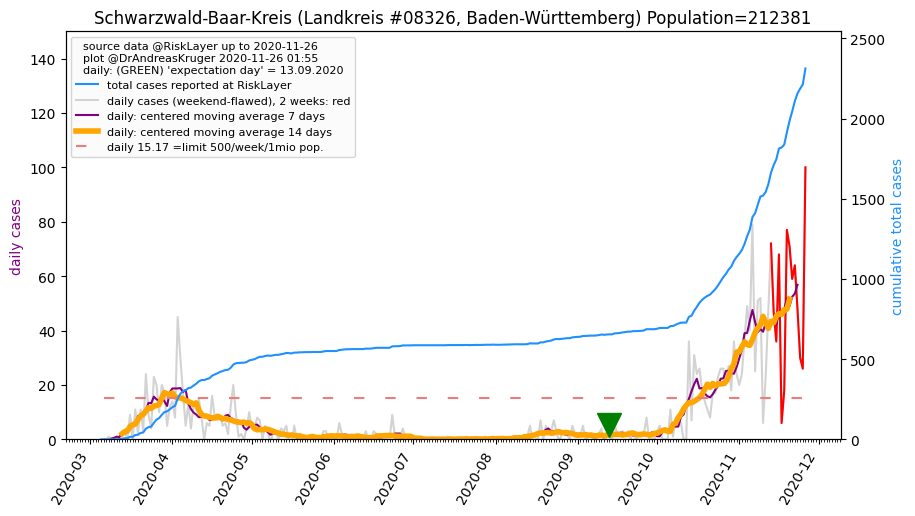 Schwarzwald-Baar-Kreis (Landkreis #08326, Baden-Württemberg) Population=212381
source data @RiskLayer up to 2020-11-26
plot @DrAndreasKruger 2020-11-26 01:55
daily: (GREEN) 'expectation day' = 13.09.2020
total cases reported at RiskLayer
daily cases (weekend-flawed), 2 weeks: red
daily: centered moving average 7 days
daily: centered moving average 14 days
daily 15.17 =limit 500/week/1mio pop.
daily cases
140
120
100
80
60
40
20
0
2500
2000
1500
1000
500
0
cumulative total cases
2020-03
2020-04
2020-05
2020-06
2020-07
2020-08
2020-09
2020-10
2020-11
2020-12